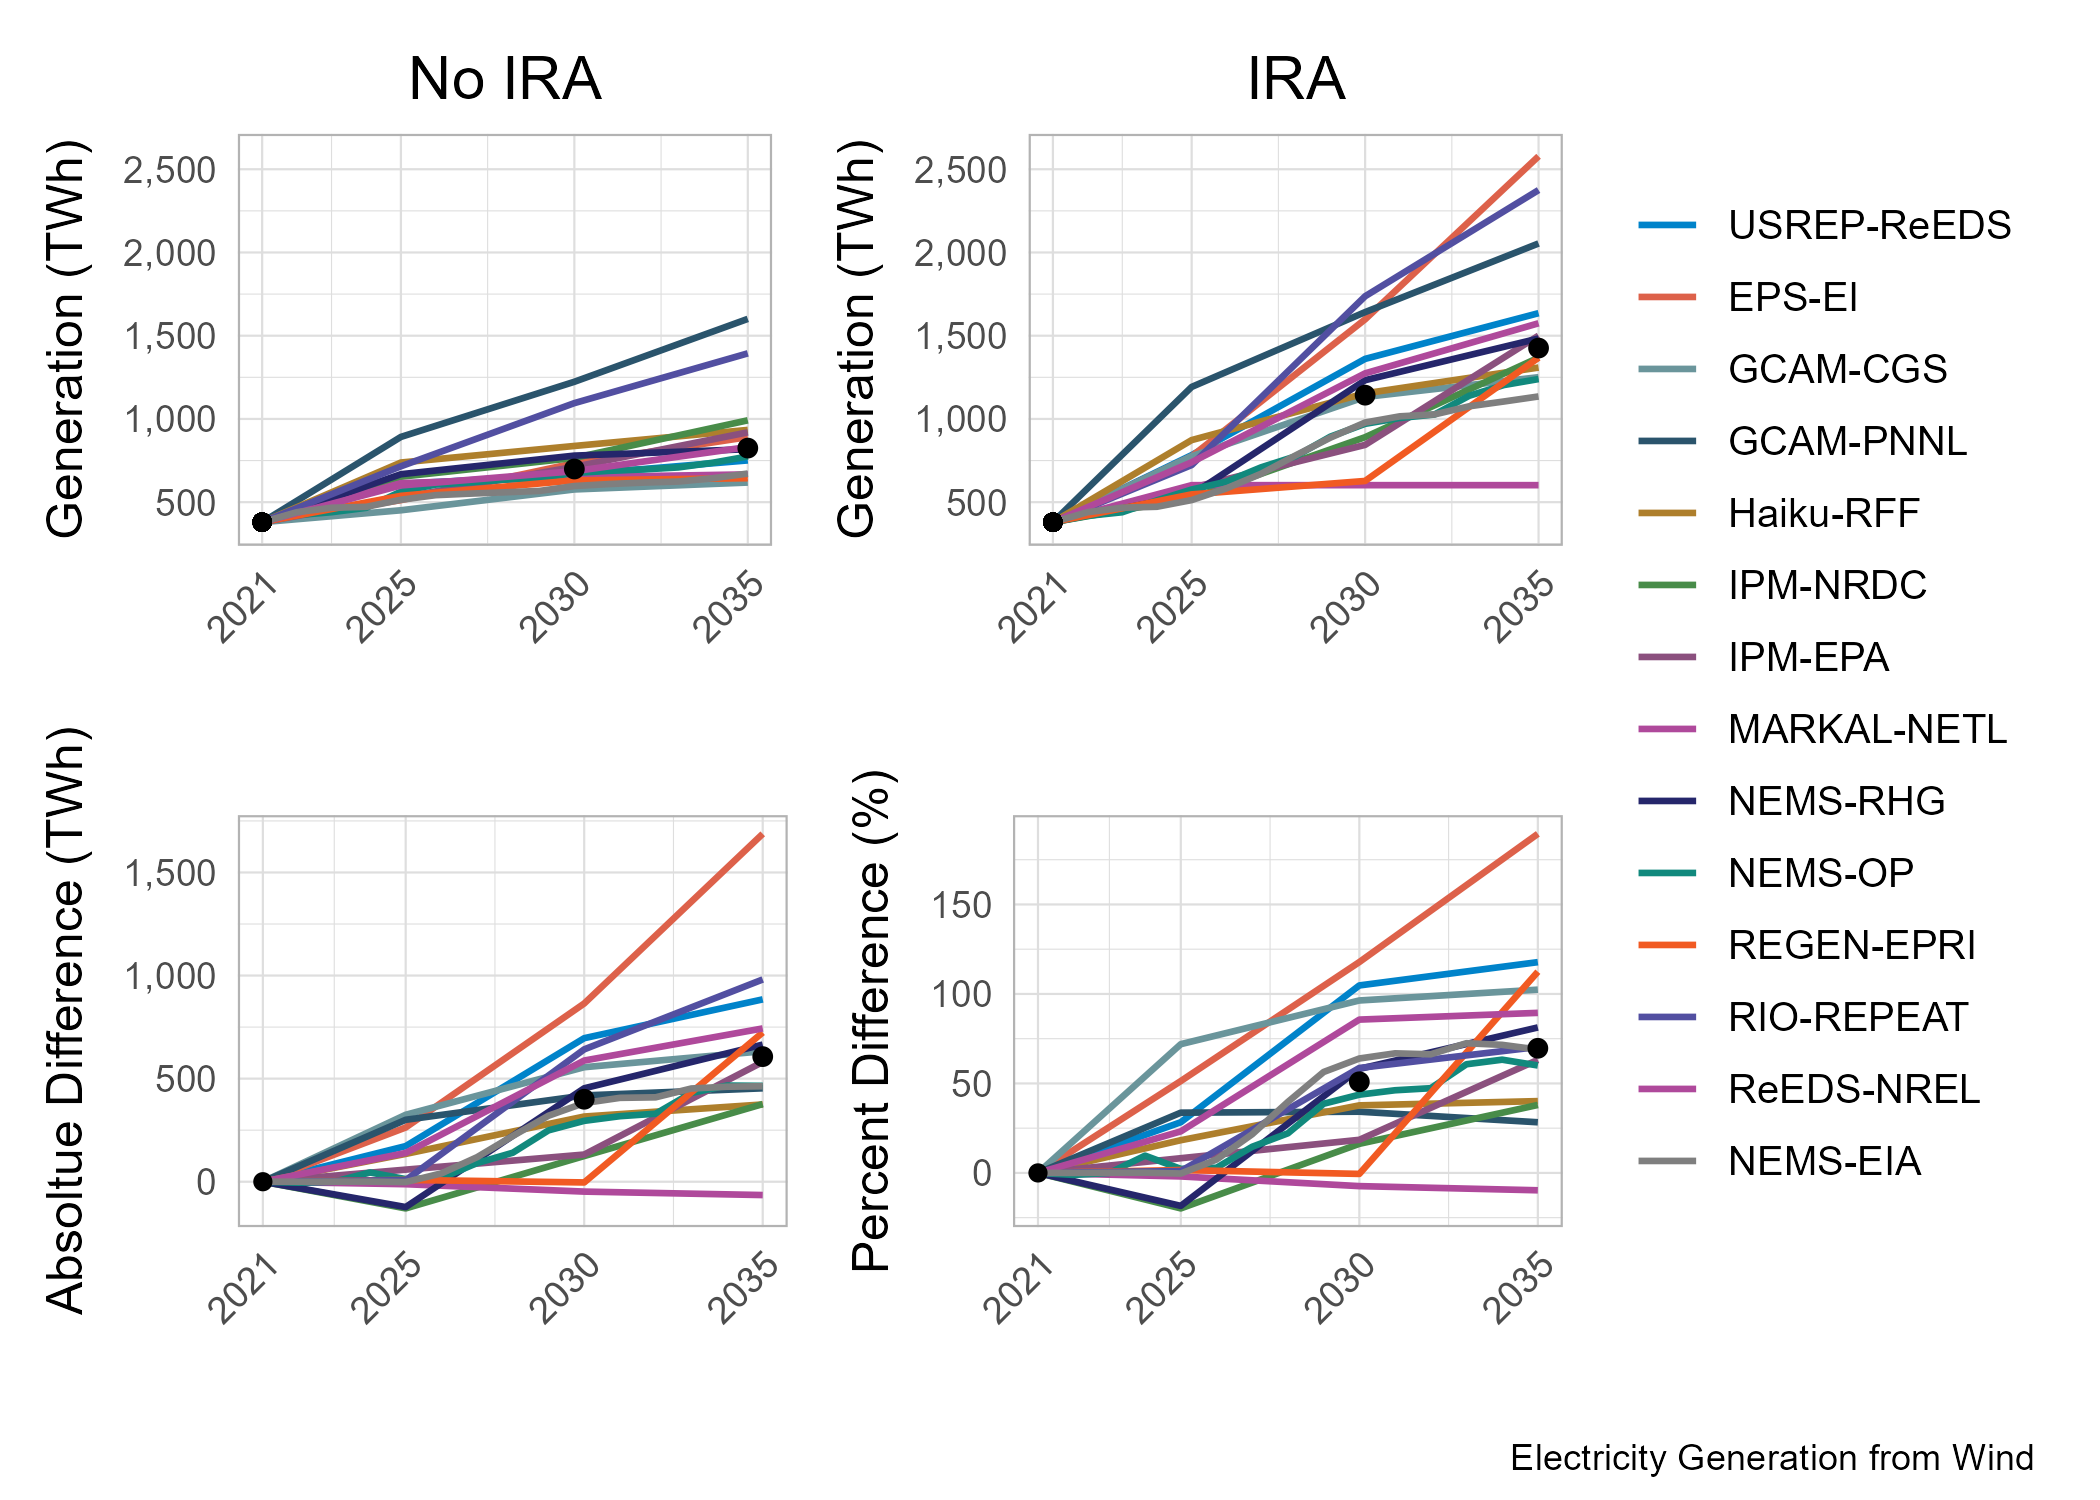 No IRA
IRA
Generation (TWh)
2,500
2,000
1,500
1,000
500
2021
2025
2030
2035
Generation (TWh)
2,500
2,000
1,500
1,000
500
2021
2025
2030
2035
Absoltue Difference (TWh)
1,500
1,000
500
0
2021
2025
2030
2035
Percent Difference (%)
150
100
50
0
2021
2025
2030
2035
USREP-ReEDS
EPS-EI
GCAM-CGS
GCAM-PNNL
Haiku-RFF
IPM-NRDC
IPM-EPA
MARKAL-NETL
NEMS-RHG
NEMS-OP
REGEN-EPRI
RIO-REPEAT
ReEDS-NREL
NEMS-EIA
Electricity Generation from Wind